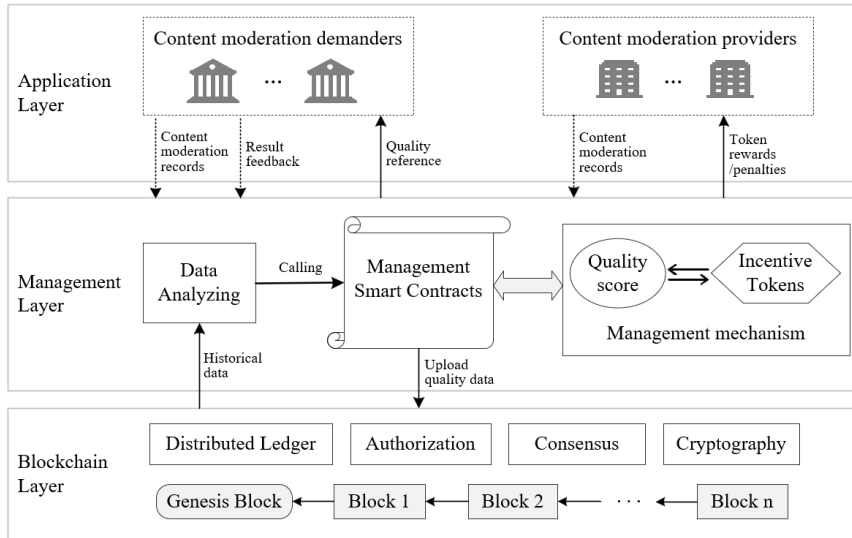 Content moderation demanders
...
Content moderation providers
...
Application
Layer
Content
moderation
records
Result
feedback
Quality
reference
Content
moderation
records
Token
rewards
/penalties
Management
Layer
Data
Analyzing
Calling
Management
Smart Contracts
Quality
score
Incentive
Tokens
Management mechanism
Historical
data
Upload
quality data
Blockchain
Layer
Distributed Ledger
Authorization
Consensus
Cryptography
Genesis Block
Block 1
Block 2
...
Block n